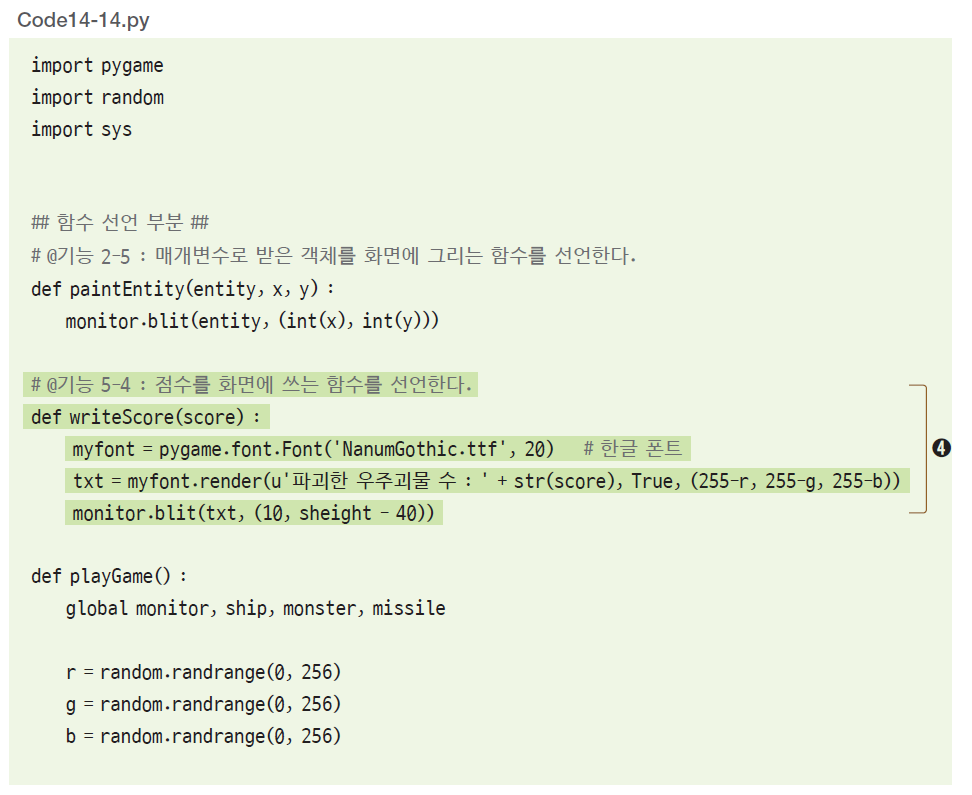 Code14-14.py
import pygame
import random
import sys
## 함수 선언 부분 ##
# @기능 2-5 : 매개변수로 받은 객체를 화면에 그리는 함수를 선언한다.
def paintEntity(entity, x, y) :
    monitor.blit(entity, (int(x), int(y)))
# @기능 5-4 : 점수를 화면에 쓰는 함수를 선언한다.
def writeScore(score) :
    myfont = pygame.font.Font('NanumGothic.ttf', 20)   # 한글 폰트
    txt = myfont.render(u'파괴한 우주괴물 수 : ' + str(score), True, (255-r, 255-g, 255-b))
❹
    monitor.blit(txt, (10, sheight - 40))
def playGame() :
    global monitor, ship, monster, missile
    r = random.randrange(0, 256)
    g = random.randrange(0, 256)
    b = random.randrange(0, 256)